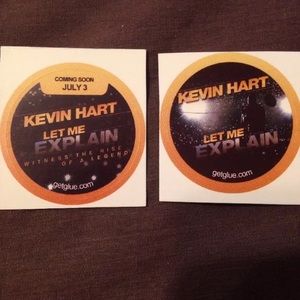 COMING SOON
JULY 3
KEVIN HART
LET ME
EXPLAIN
WITNESS THE RISE
OF A LEGEND
getglue.com
KEVIN HART
LET ME
EXPLAIN
getglue.com